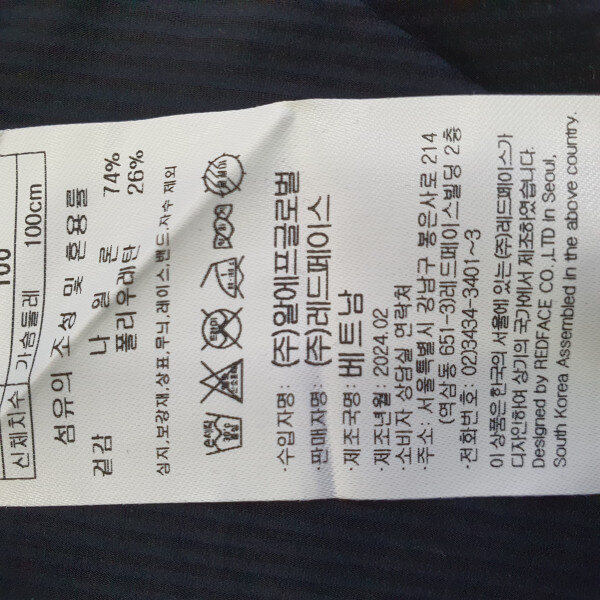 100
신체치수 가슴둘레 100cm
섬유의 조성 및 혼용률
겉감 나일론 74%
폴리우레탄 26%
심지,보강재,상표,무늬,레이스,밴드,자수 제외
·수입자명: (주)알에프글로벌
·판매자명: (주)레드페이스
·제조국명: 베트남
·제조년월: 2024.02
·소비자 상담실 연락처
·주소: 서울특별시 강남구 봉은사로 214
(역삼동 651-3)레드페이스빌딩 2층
·전화번호: 02)3434-3401~3
이 상품은 한국의 서울에 있는 (주)레드페이스가
디자인하여 상기의 국가에서 제조하였습니다.
Designed by REDFACE CO.,LTD In Seoul,
South Korea Assembled in the above country.